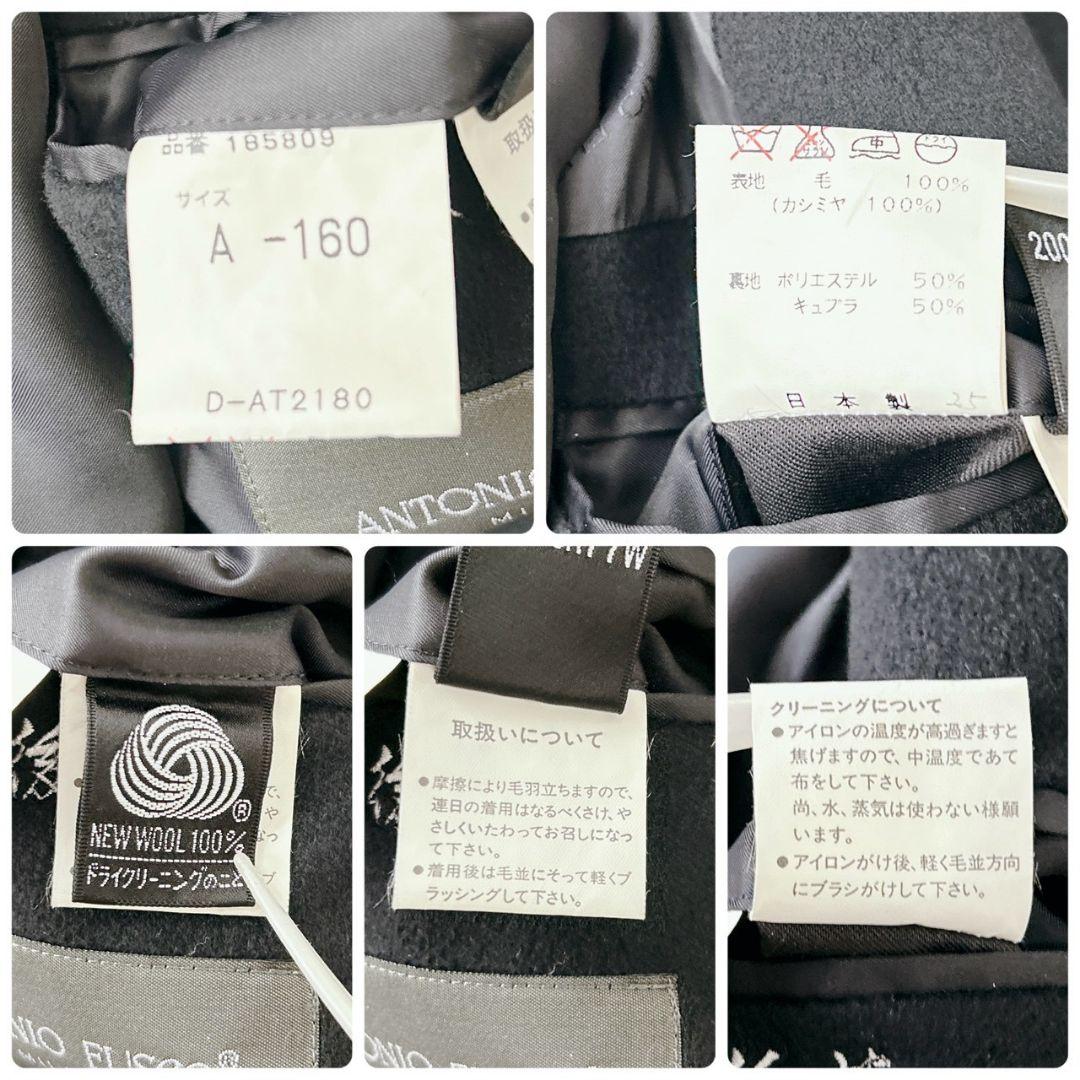 品番 185809
サイズ
A -160
D-AT2180
ANTONIO
取扱
中
ドライ
表地 毛 100%
(カシミヤ 100%)
裏地 ポリエステル 50%
キュプラ 50%
日本製 25
200
®
NEW WOOL 100%
ドライクリーニングのこと
NIO FUSCO®
取扱いについて
●摩擦により毛羽立ちますので、
連日の着用はなるべくさけ、や
さしくいたわってお召しになっ
て下さい。
●着用後は毛並にそって軽くブ
ラッシングして下さい。
クリーニングについて
●アイロンの温度が高過ぎますと
焦げますので、中温度であて
布をして下さい。
尚、水、蒸気は使わない様願
います。
●アイロンがけ後、軽く毛並方向
にブラシがけして下さい。